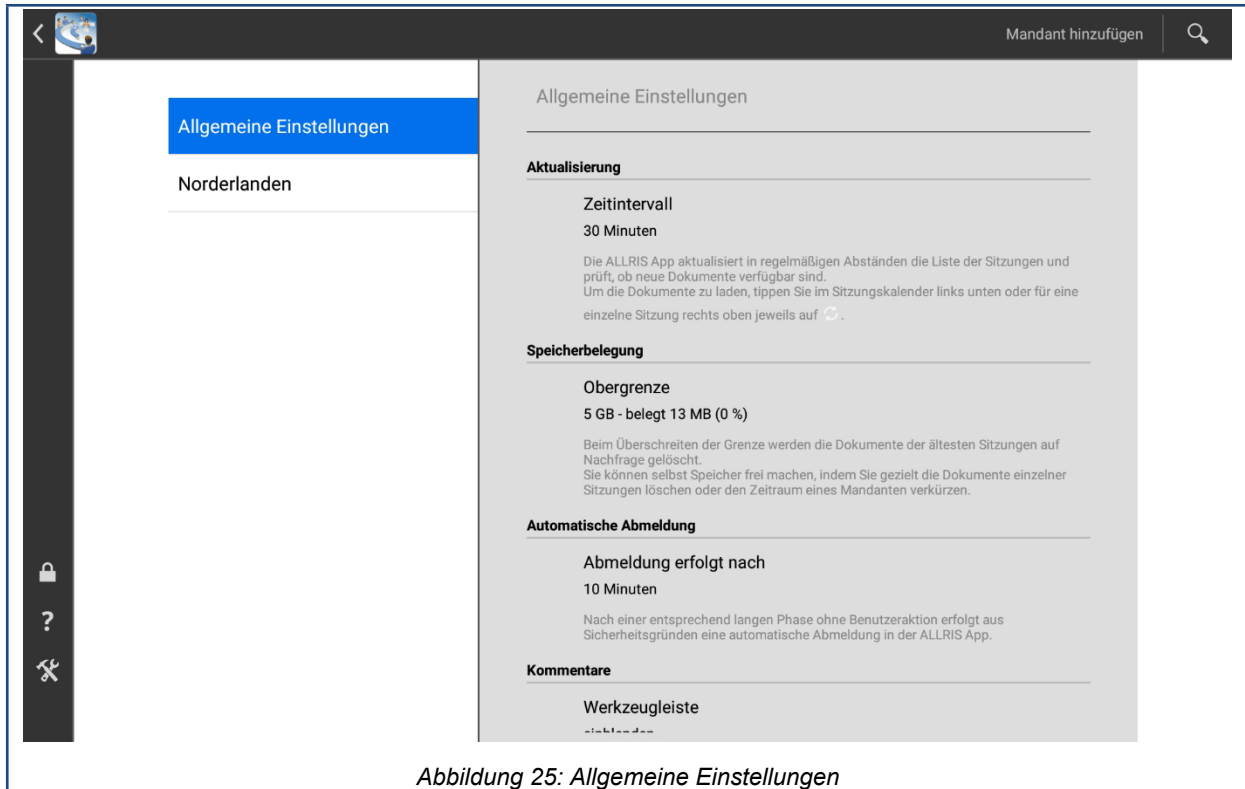 Mandant hinzufügen
Allgemeine Einstellungen
Norderlanden
Allgemeine Einstellungen
Aktualisierung
Zeitintervall
30 Minuten
Die ALLRIS App aktualisiert in regelmäßigen Abständen die Liste der Sitzungen und
prüft, ob neue Dokumente verfügbar sind.
Um die Dokumente zu laden, tippen Sie im Sitzungskalender links unten oder für eine
einzelne Sitzung rechts oben jeweils auf .
Speicherbelegung
Obergrenze
5 GB - belegt 13 MB (0 %)
Beim Überschreiten der Grenze werden die Dokumente der ältesten Sitzungen auf
Nachfrage gelöscht.
Sie können selbst Speicher frei machen, indem Sie gezielt die Dokumente einzelner
Sitzungen löschen oder den Zeitraum eines Mandanten verkürzen.
Automatische Abmeldung
Abmeldung erfolgt nach
10 Minuten
Nach einer entsprechend langen Phase ohne Benutzeraktion erfolgt aus
Sicherheitsgründen eine automatische Abmeldung in der ALLRIS App.
Kommentare
Werkzeugleiste
einblenden
Abbildung 25: Allgemeine Einstellungen